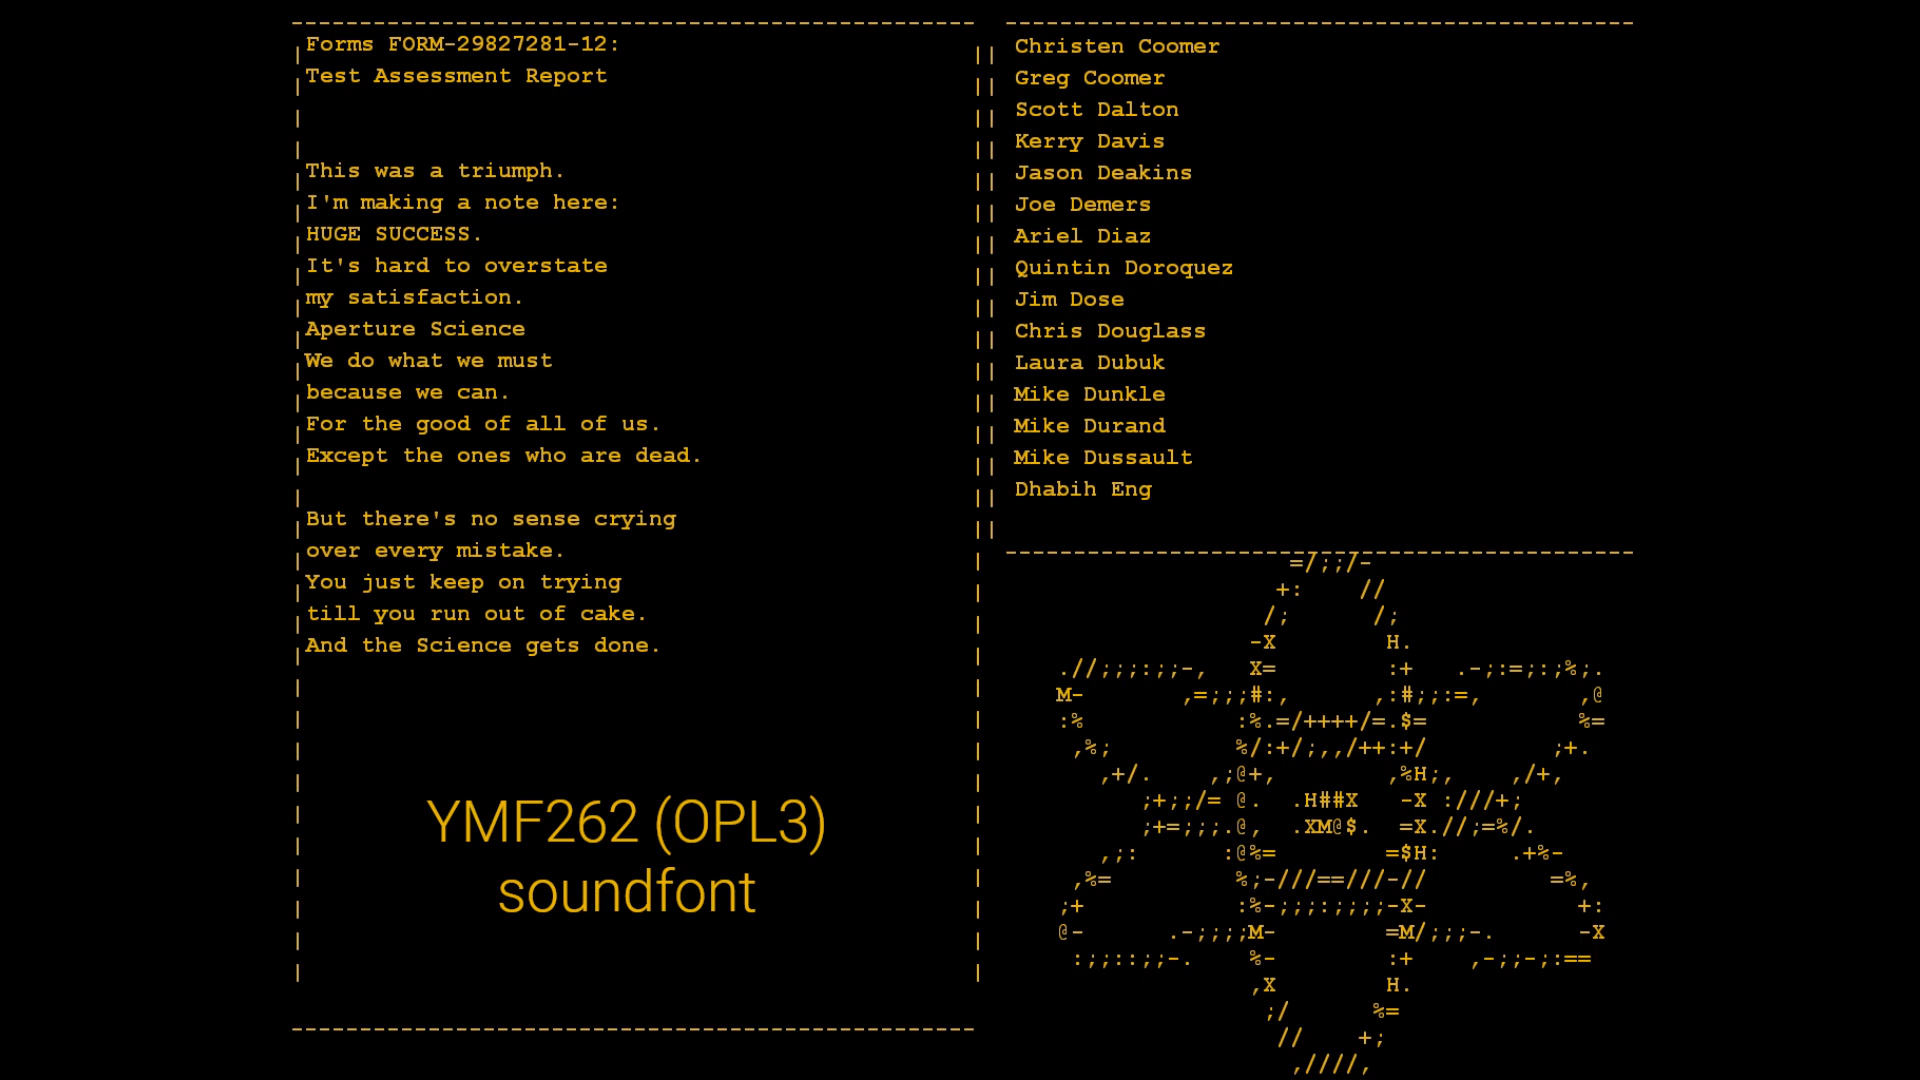 Forms FORM-29827281-12:
Test Assessment Report
This was a triumph.
I'm making a note here:
HUGE SUCCESS.
It's hard to overstate
my satisfaction.
Aperture Science
We do what we must
because we can.
For the good of all of us.
Except the ones who are dead.
But there's no sense crying
over every mistake.
You just keep on trying
till you run out of cake.
And the Science gets done.
YMF262 (OPL3)
soundfont
Christen Coomer
Greg Coomer
Scott Dalton
Kerry Davis
Jason Deakins
Joe Demers
Ariel Diaz
Quintin Doroquez
Jim Dose
Chris Douglass
Laura Dubuk
Mike Dunkle
Mike Durand
Mike Dussault
Dhabih Eng